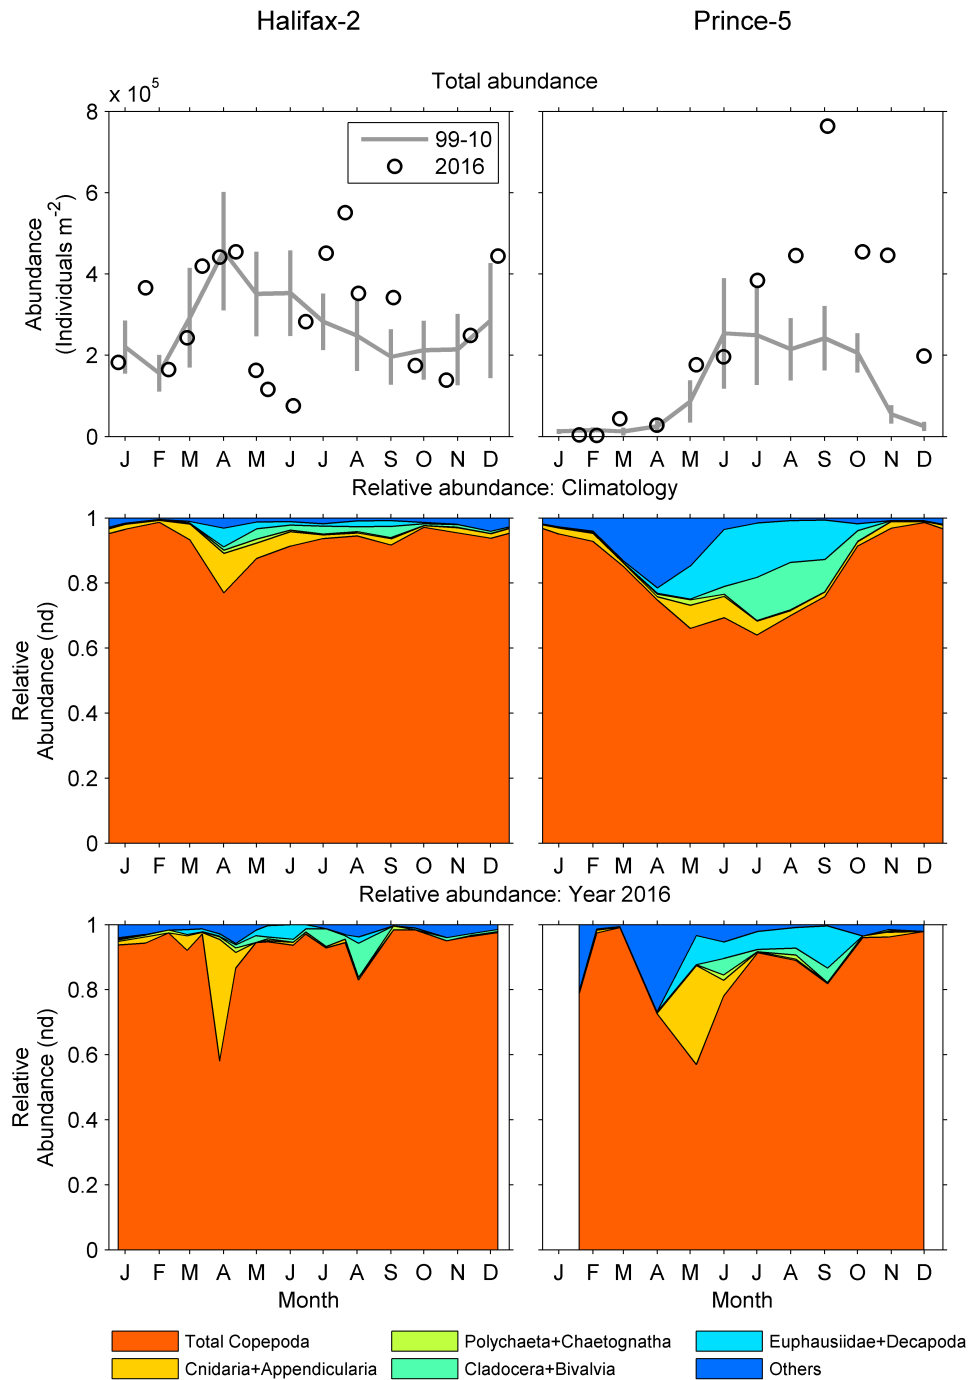 Halifax-2 Prince-5
Total abundance
x 10^5
99-10
2016
Abundance
(Individuals m^-2)
8
6
4
2
0
J F M A M J J A S O N D
J F M A M J J A S O N D
Relative abundance: Climatology
Relative
Abundance (nd)
1
0.8
0.6
0.4
0.2
0
J F M A M J J A S O N D
J F M A M J J A S O N D
Relative abundance: Year 2016
Relative
Abundance (nd)
1
0.8
0.6
0.4
0.2
0
J F M A M J J A S O N D
J F M A M J J A S O N D
Month Month
Total Copepoda Polychaeta+Chaetognatha Euphausiidae+Decapoda
Cnidaria+Appendicularia Cladocera+Bivalvia Others